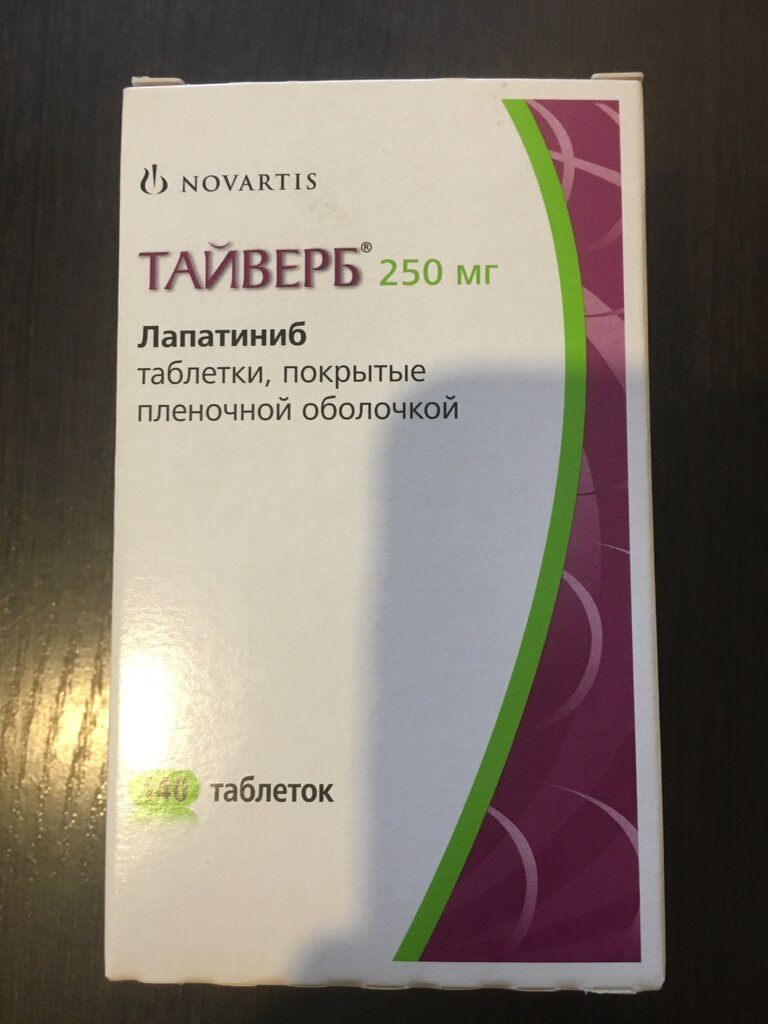 NOVARTIS
ТАЙВЕРБ® 250 мг
Лапатиниб
таблетки, покрытые
пленочной оболочкой
140 таблеток